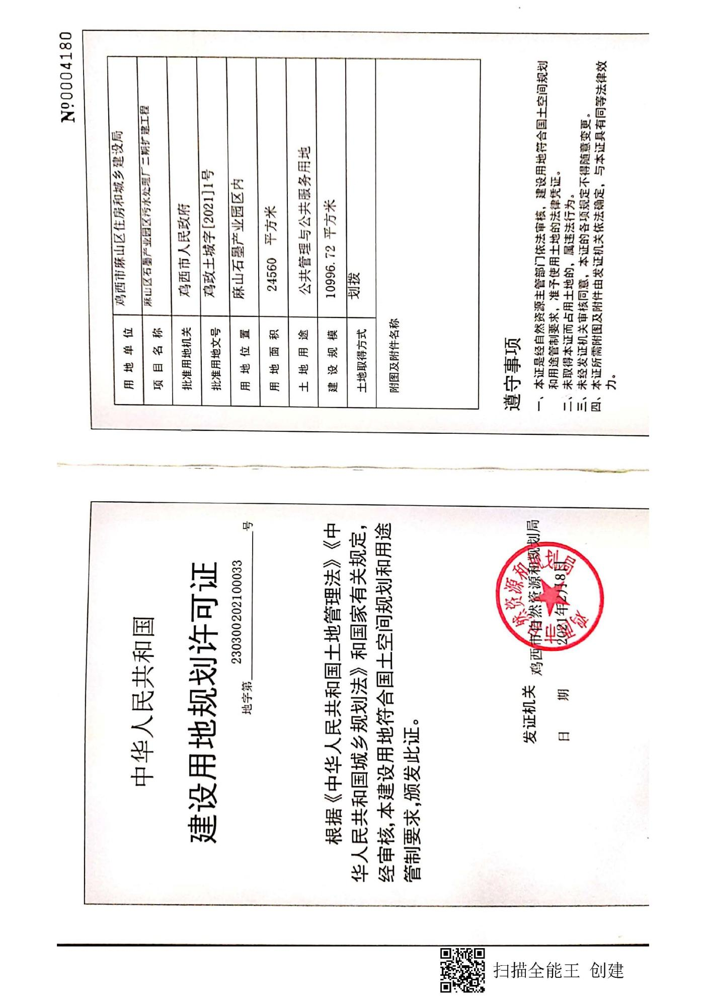 中华人民共和国
建设用地规划许可证
地字第 230300202100033 号
根据《中华人民共和国土地管理法》《中
华人民共和国城乡规划法》和国家有关规定，
经审核，本建设用地符合国土空间规划和用途
管制要求，颁发此证。
发证机关 鸡西市自然资源和规划局
日 期 2021年2月8日
鸡西市自然资源和规划局
№.0004180
用地单位 鸡西市麻山区住房和城乡建设局
项目名称 麻山区石墨产业园区污水处理厂二期扩建工程
批准用地机关 鸡西市人民政府
批准用地文号 鸡政土城字[2021]1号
用地位置 麻山石墨产业园区内
用地面积 24560 平方米
土地用途 公共管理与公共服务用地
建设规模 10996.72 平方米
土地取得方式 划拨
附图及附件名称
遵守事项
一、本证是经自然资源主管部门依法审核，建设用地符合国土空间规划
和用途管制要求，准予使用土地的法律凭证。
二、未取得本证而占用土地的，属违法行为。
三、未经发证机关审核同意，本证的各项规定不得随意变更。
四、本证所需附图及附件由发证机关依法确定，与本证具有同等法律效
力。
扫描全能王 创建